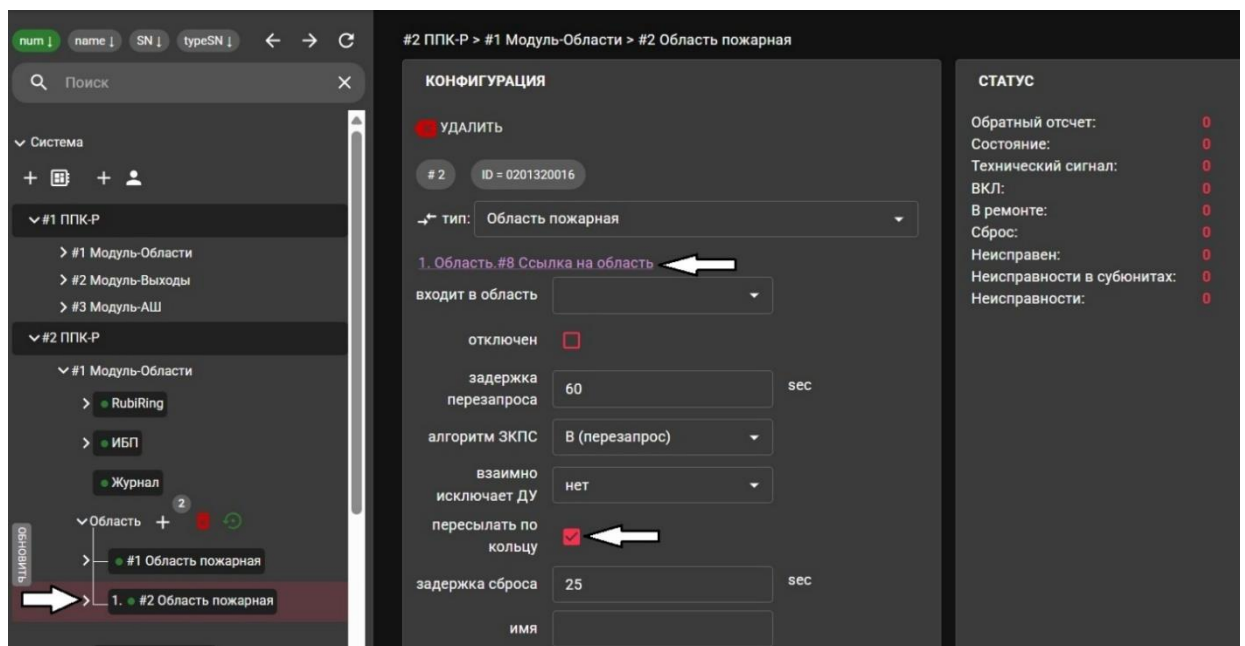 num ↓ name ↓ SN ↓ typeSN ↓
Поиск
Система
#1 ППК-Р
#1 Модуль-Области
#2 Модуль-Выходы
#3 Модуль-АШ
#2 ППК-Р
#1 Модуль-Области
RubiRing
ИБП
Журнал
2
Область +
#1 Область пожарная
1. #2 Область пожарная
ОБНОВИТЬ
#2 ППК-Р > #1 Модуль-Области > #2 Область пожарная
КОНФИГУРАЦИЯ
УДАЛИТЬ
# 2 ID = 0201320016
тип: Область пожарная
1. Область.#8 Ссылка на область
входит в область
отключен
задержка
перезапроса
60 sec
алгоритм ЗКПС B (перезапрос)
взаимно
исключает ДУ
нет
пересылать по
кольцу
задержка сброса 25 sec
имя
СТАТУС
Обратный отсчет: 0
Состояние: 0
Технический сигнал: 0
ВКЛ: 0
В ремонте: 0
Сброс: 0
Неисправен: 0
Неисправности в субюнитах: 0
Неисправности: 0